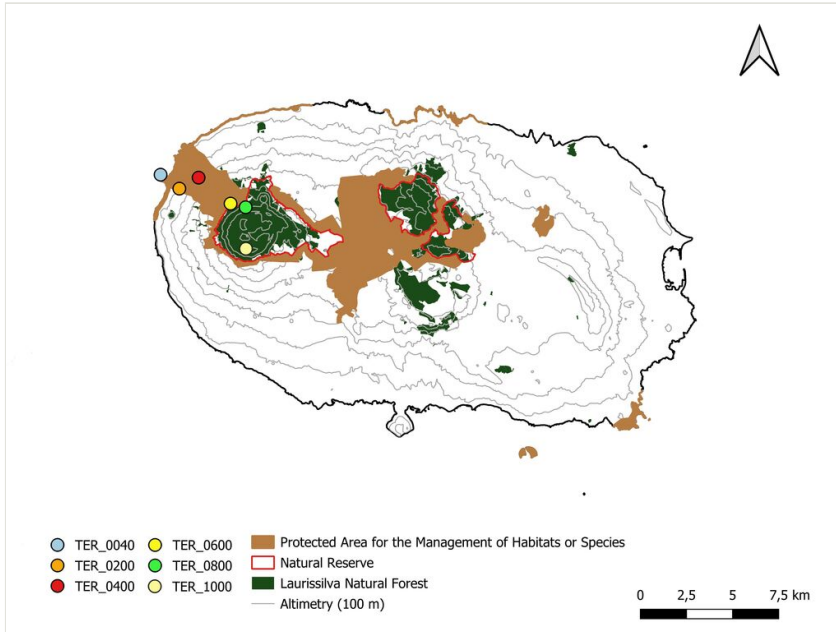 TER_0040
TER_0200
TER_0400
TER_0600
TER_0800
TER_1000
Protected Area for the Management of Habitats or Species
Natural Reserve
Laurissilva Natural Forest
Altimetry (100 m)
0 2,5 5 7,5 km